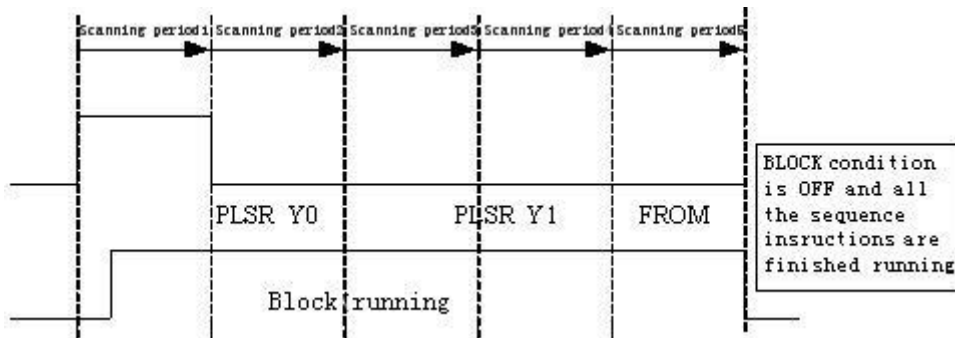 Scanning period1 Scanning period2 Scanning period3 Scanning period4 Scanning period5
PLSR Y0 PLSR Y1 FROM
Block running
BLOCK condition
is OFF and all
the sequence
insructions are
finished running